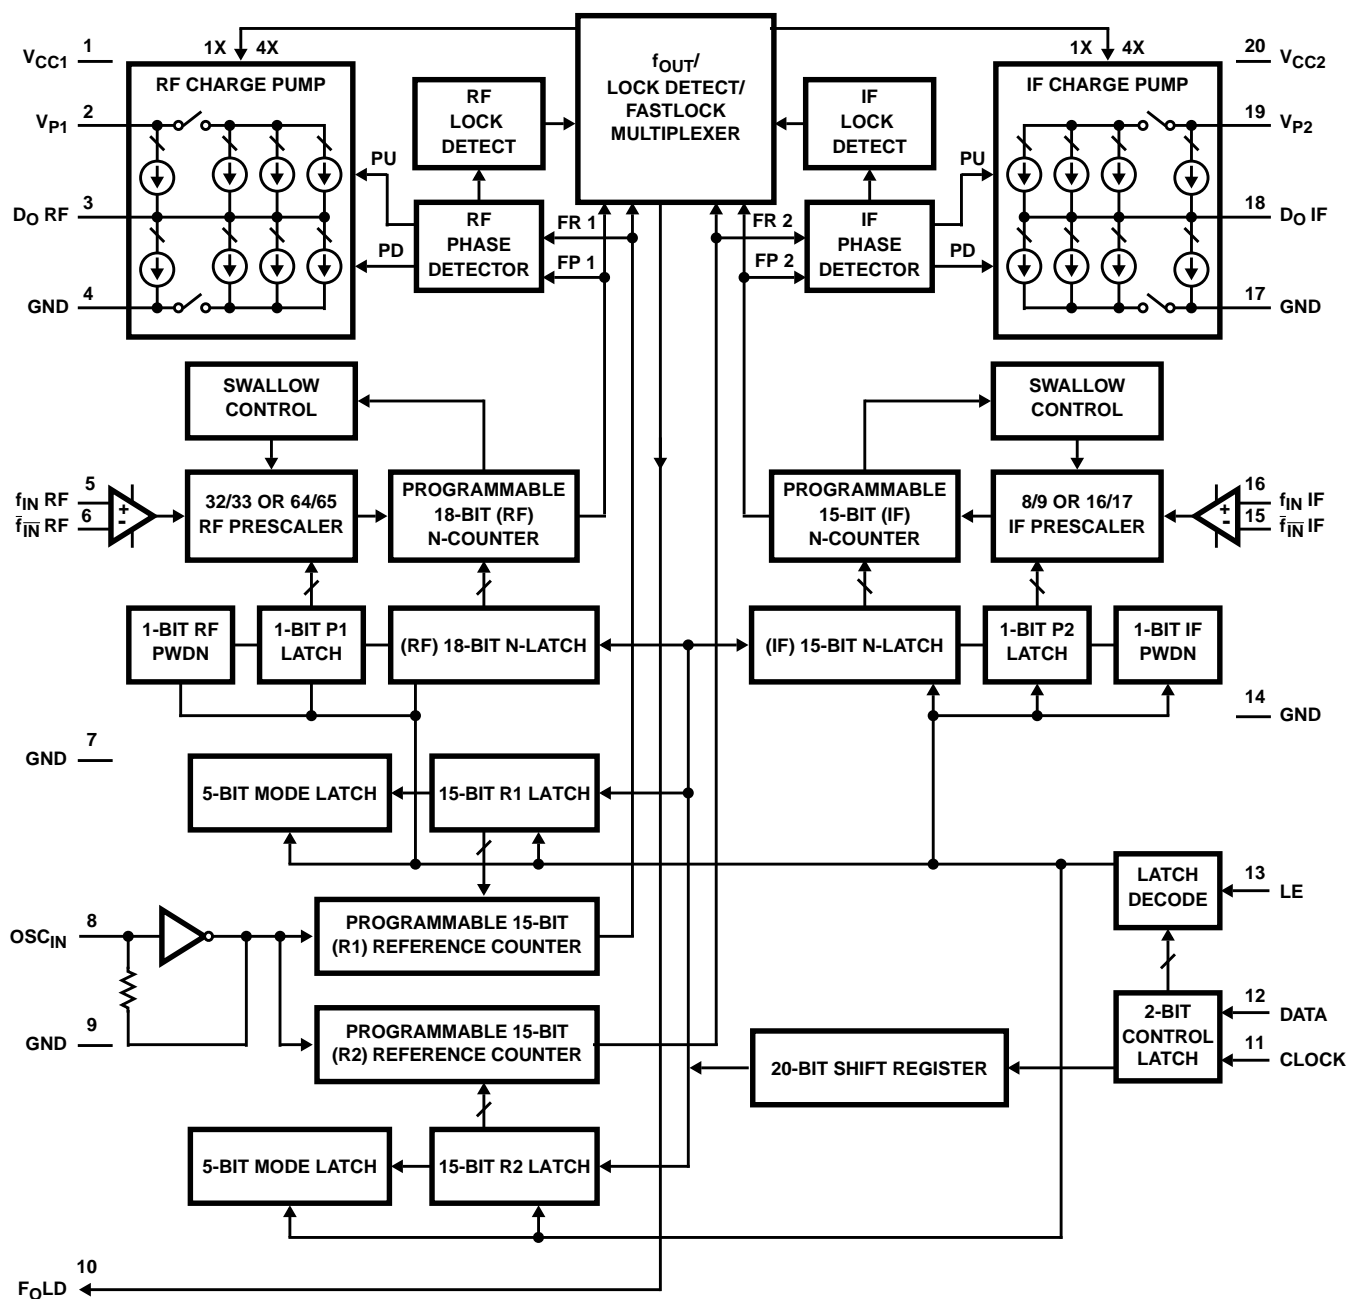 1
V_CC1
2
V_P1
3
D_O RF
4
GND
1X 4X
RF CHARGE PUMP
PU
PD
RF
LOCK
DETECT
RF
PHASE
DETECTOR
f_OUT/
LOCK DETECT/
FASTLOCK
MULTIPLEXER
FR 1
FP 1
FR 2
FP 2
IF
LOCK
DETECT
IF
PHASE
DETECTOR
PU
PD
1X 4X
IF CHARGE PUMP
20
V_CC2
19
V_P2
18
D_O IF
17
GND
SWALLOW
CONTROL
5
f_IN RF
6
f̅_I̅N̅ RF
+
-
32/33 OR 64/65
RF PRESCALER
PROGRAMMABLE
18-BIT (RF)
N-COUNTER
PROGRAMMABLE
15-BIT (IF)
N-COUNTER
SWALLOW
CONTROL
8/9 OR 16/17
IF PRESCALER
+
-
16
f_IN IF
15
f̅_I̅N̅ IF
1-BIT RF
PWDN
1-BIT P1
LATCH
(RF) 18-BIT N-LATCH
(IF) 15-BIT N-LATCH
1-BIT P2
LATCH
1-BIT IF
PWDN
14
GND
7
GND
5-BIT MODE LATCH
15-BIT R1 LATCH
LATCH
DECODE
13
LE
8
OSC_IN
PROGRAMMABLE 15-BIT
(R1) REFERENCE COUNTER
9
GND
PROGRAMMABLE 15-BIT
(R2) REFERENCE COUNTER
20-BIT SHIFT REGISTER
2-BIT
CONTROL
LATCH
12
DATA
11
CLOCK
5-BIT MODE LATCH
15-BIT R2 LATCH
10
F_OLD